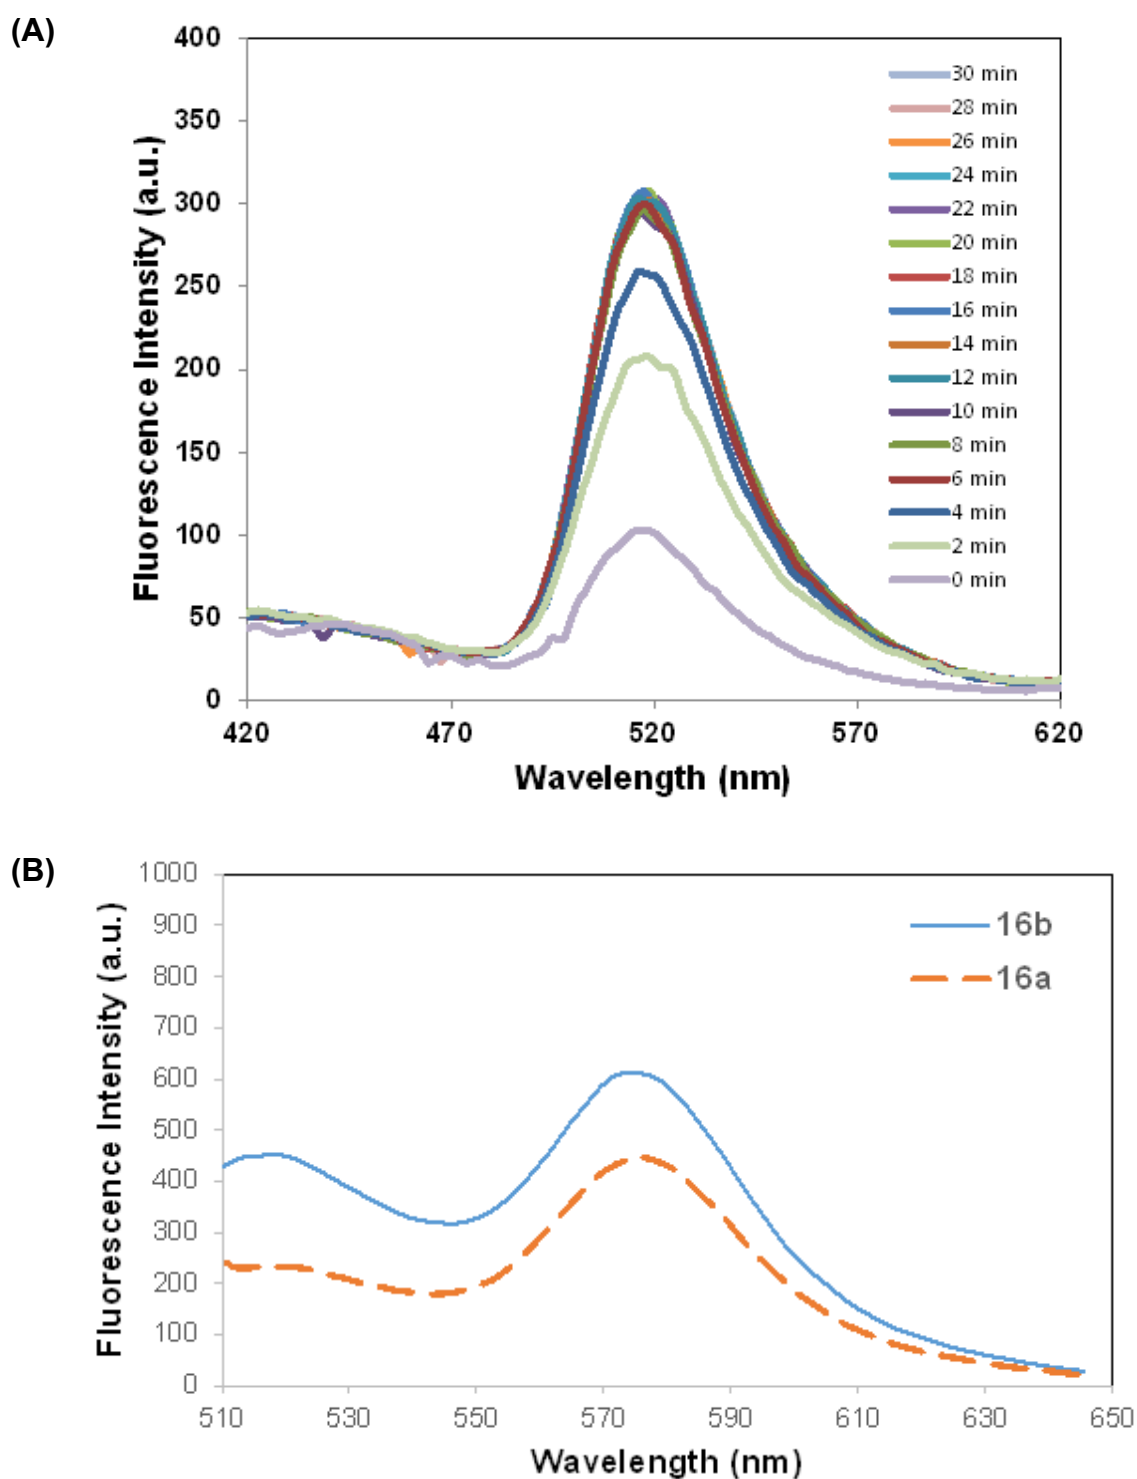 (A)
400
350
300
250
200
150
100
50
0
Fluorescence Intensity (a.u.)
30 min
28 min
26 min
24 min
22 min
20 min
18 min
16 min
14 min
12 min
10 min
8 min
6 min
4 min
2 min
0 min
420 470 520 570 620
Wavelength (nm)
(B)
1000
900
800
700
600
500
400
300
200
100
0
Fluorescence Intensity (a.u.)
16b
16a
510 530 550 570 590 610 630 650
Wavelength (nm)